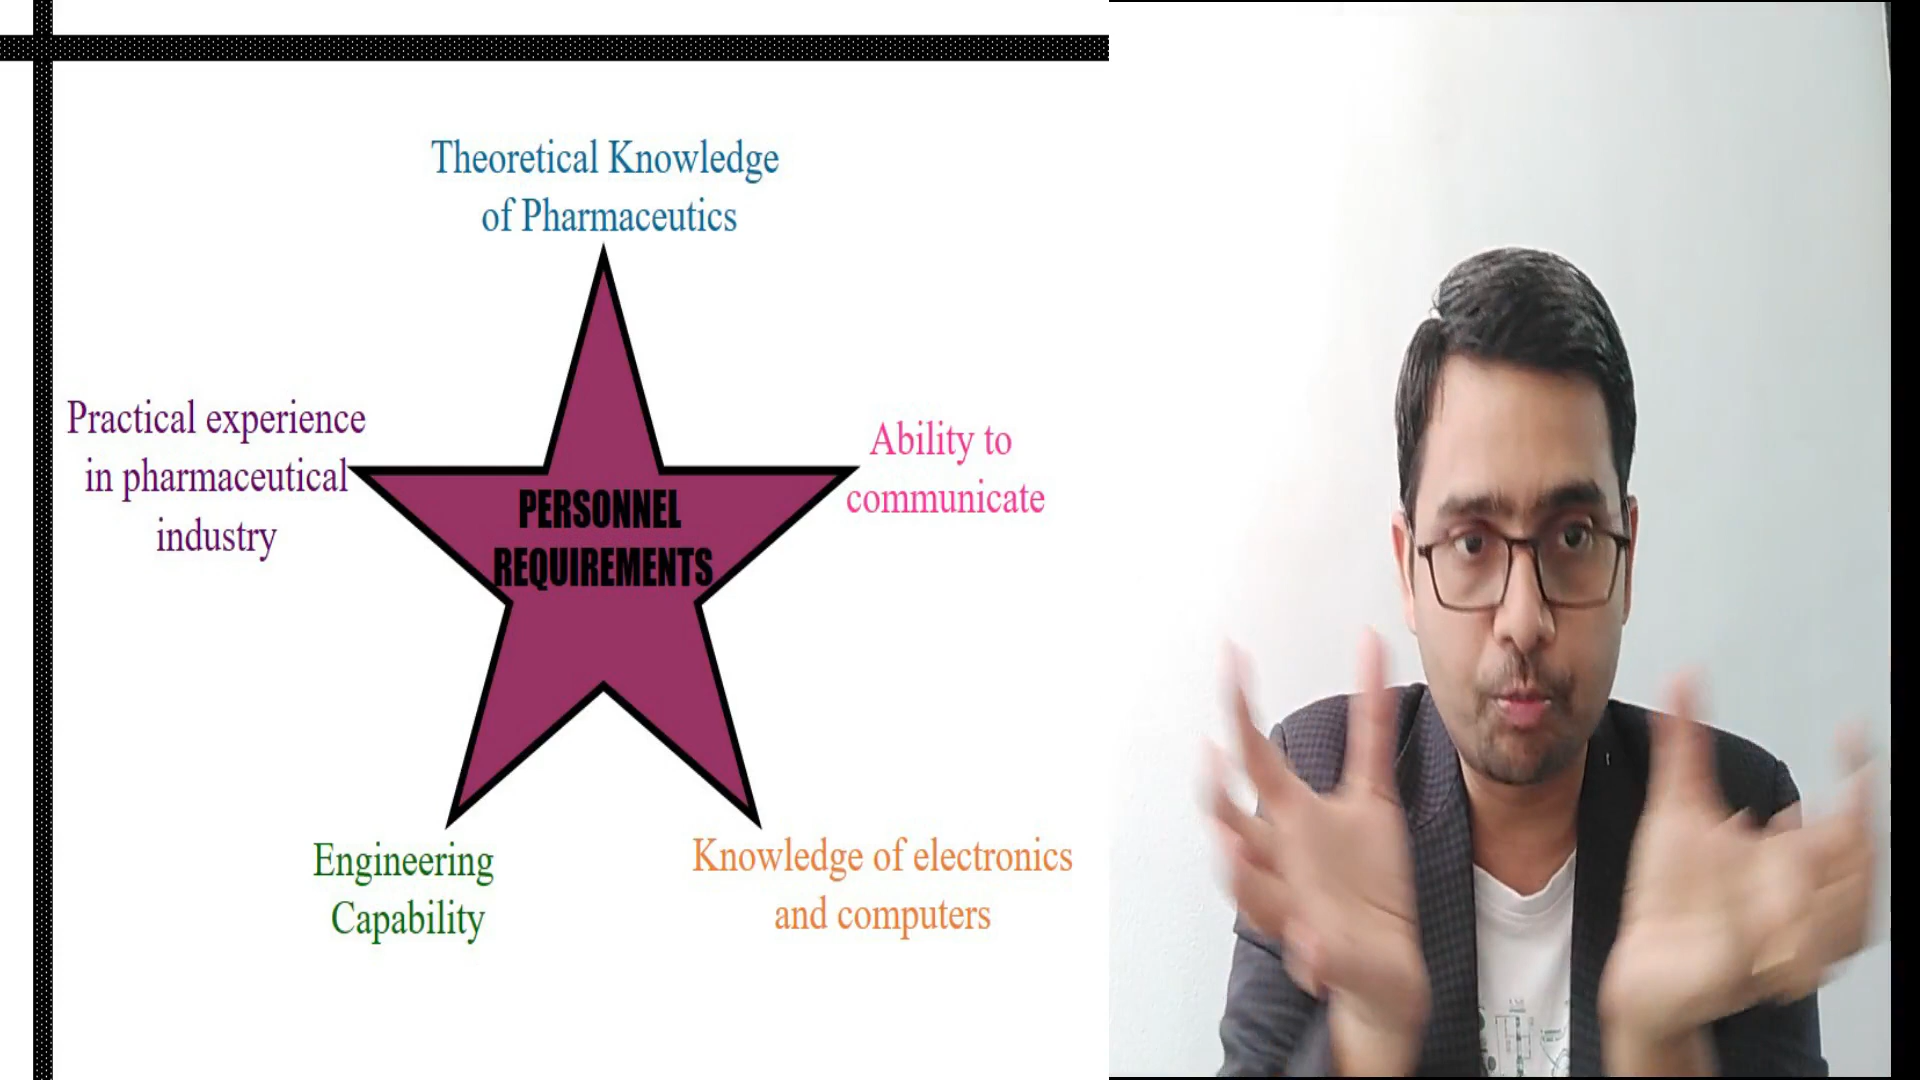 Theoretical Knowledge
of Pharmaceutics
Practical experience
in pharmaceutical
industry
Ability to
communicate
PERSONNEL
REQUIREMENTS
Engineering
Capability
Knowledge of electronics
and computers